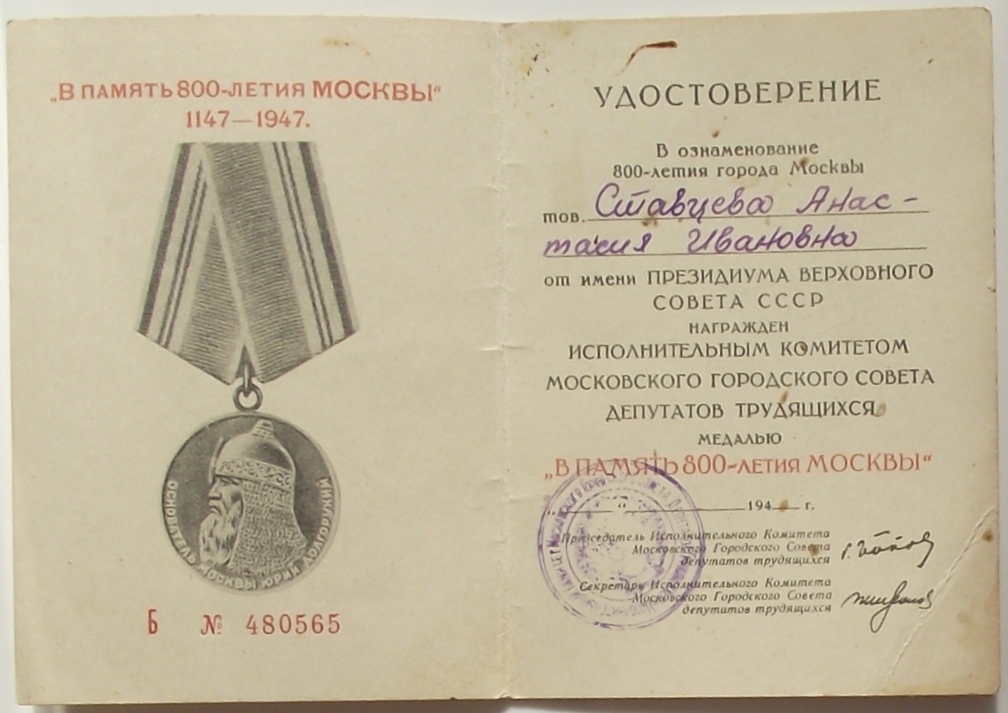 „В ПАМЯТЬ 800-ЛЕТИЯ МОСКВЫ“
1147—1947.
ОСНОВАТЕЛЬ МОСКВЫ ЮРИЙ ДОЛГОРУКИЙ
Б № 480565
УДОСТОВЕРЕНИЕ
В ознаменование
800-летия города Москвы
тов. Ставцева Анас-
тасия Ивановна
от имени ПРЕЗИДИУМА ВЕРХОВНОГО
СОВЕТА СССР
НАГРАЖДЕН
ИСПОЛНИТЕЛЬНЫМ КОМИТЕТОМ
МОСКОВСКОГО ГОРОДСКОГО СОВЕТА
ДЕПУТАТОВ ТРУДЯЩИХСЯ
МЕДАЛЬЮ
„В ПАМЯТЬ 800-ЛЕТИЯ МОСКВЫ“
„ “ 194 г.
Председатель Исполнительного Комитета
Московского Городского Совета
депутатов трудящихся
Секретарь Исполнительного Комитета
Московского Городского Совета
депутатов трудящихся